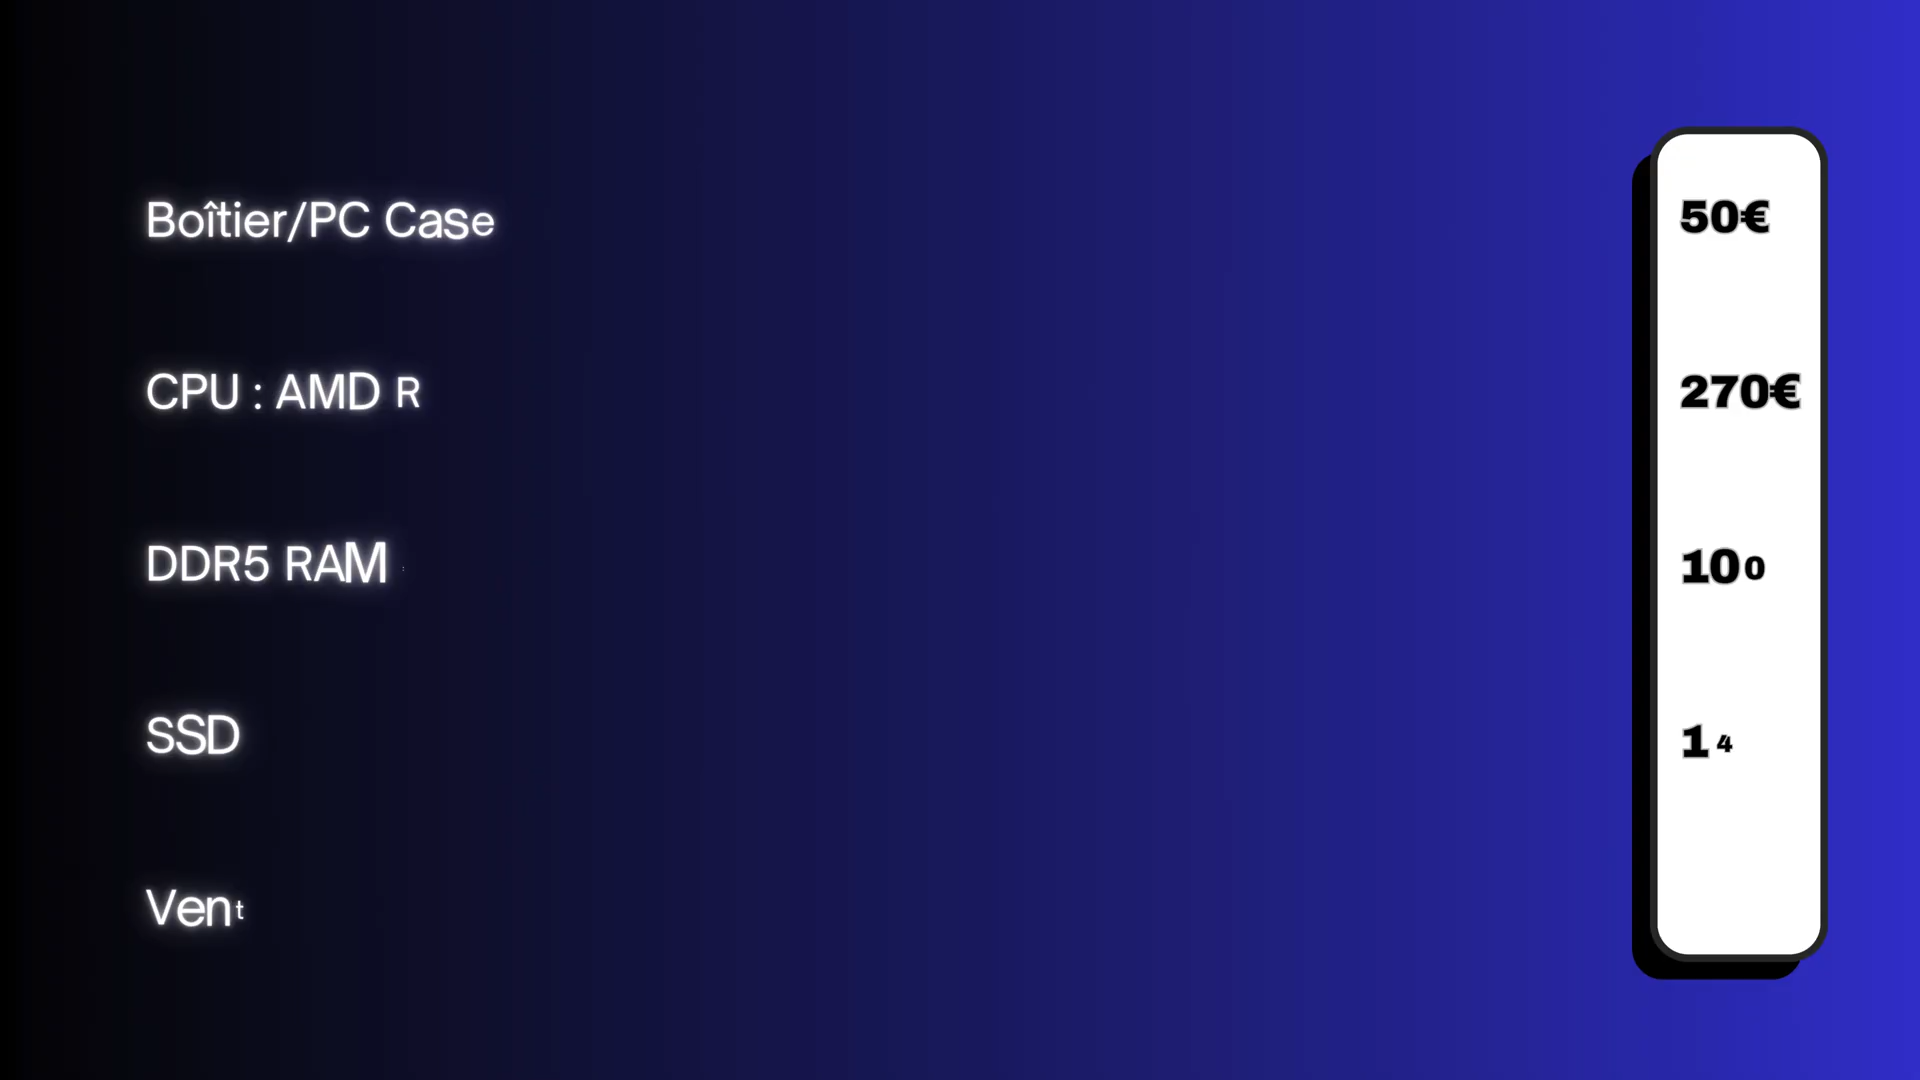 Boîtier/PC Case 50€
CPU : AMD R 270€
DDR5 RAM 100
SSD 14
Vent